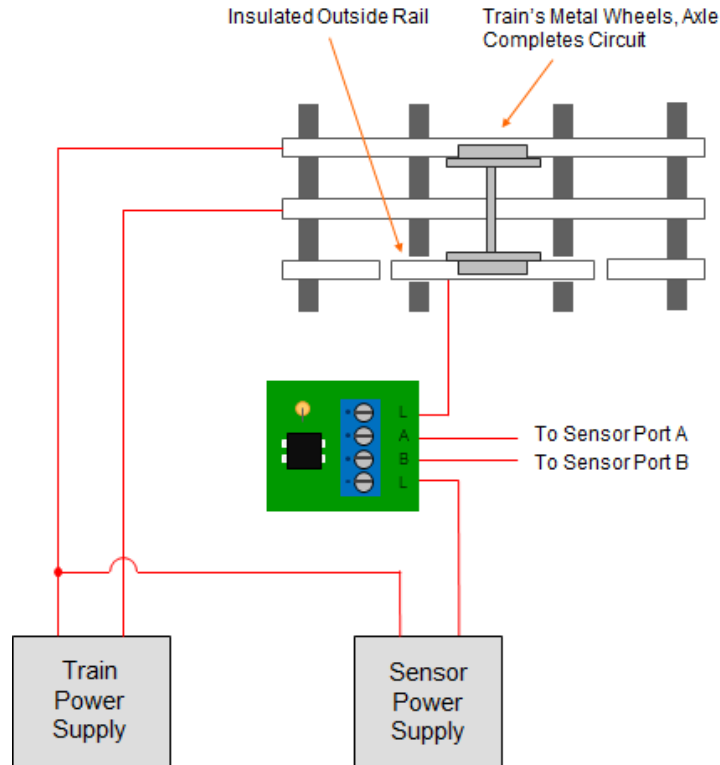 Insulated Outside Rail
Train's Metal Wheels, Axle
Completes Circuit
L
A
To Sensor Port A
B
To Sensor Port B
L
Train
Power
Supply
Sensor
Power
Supply